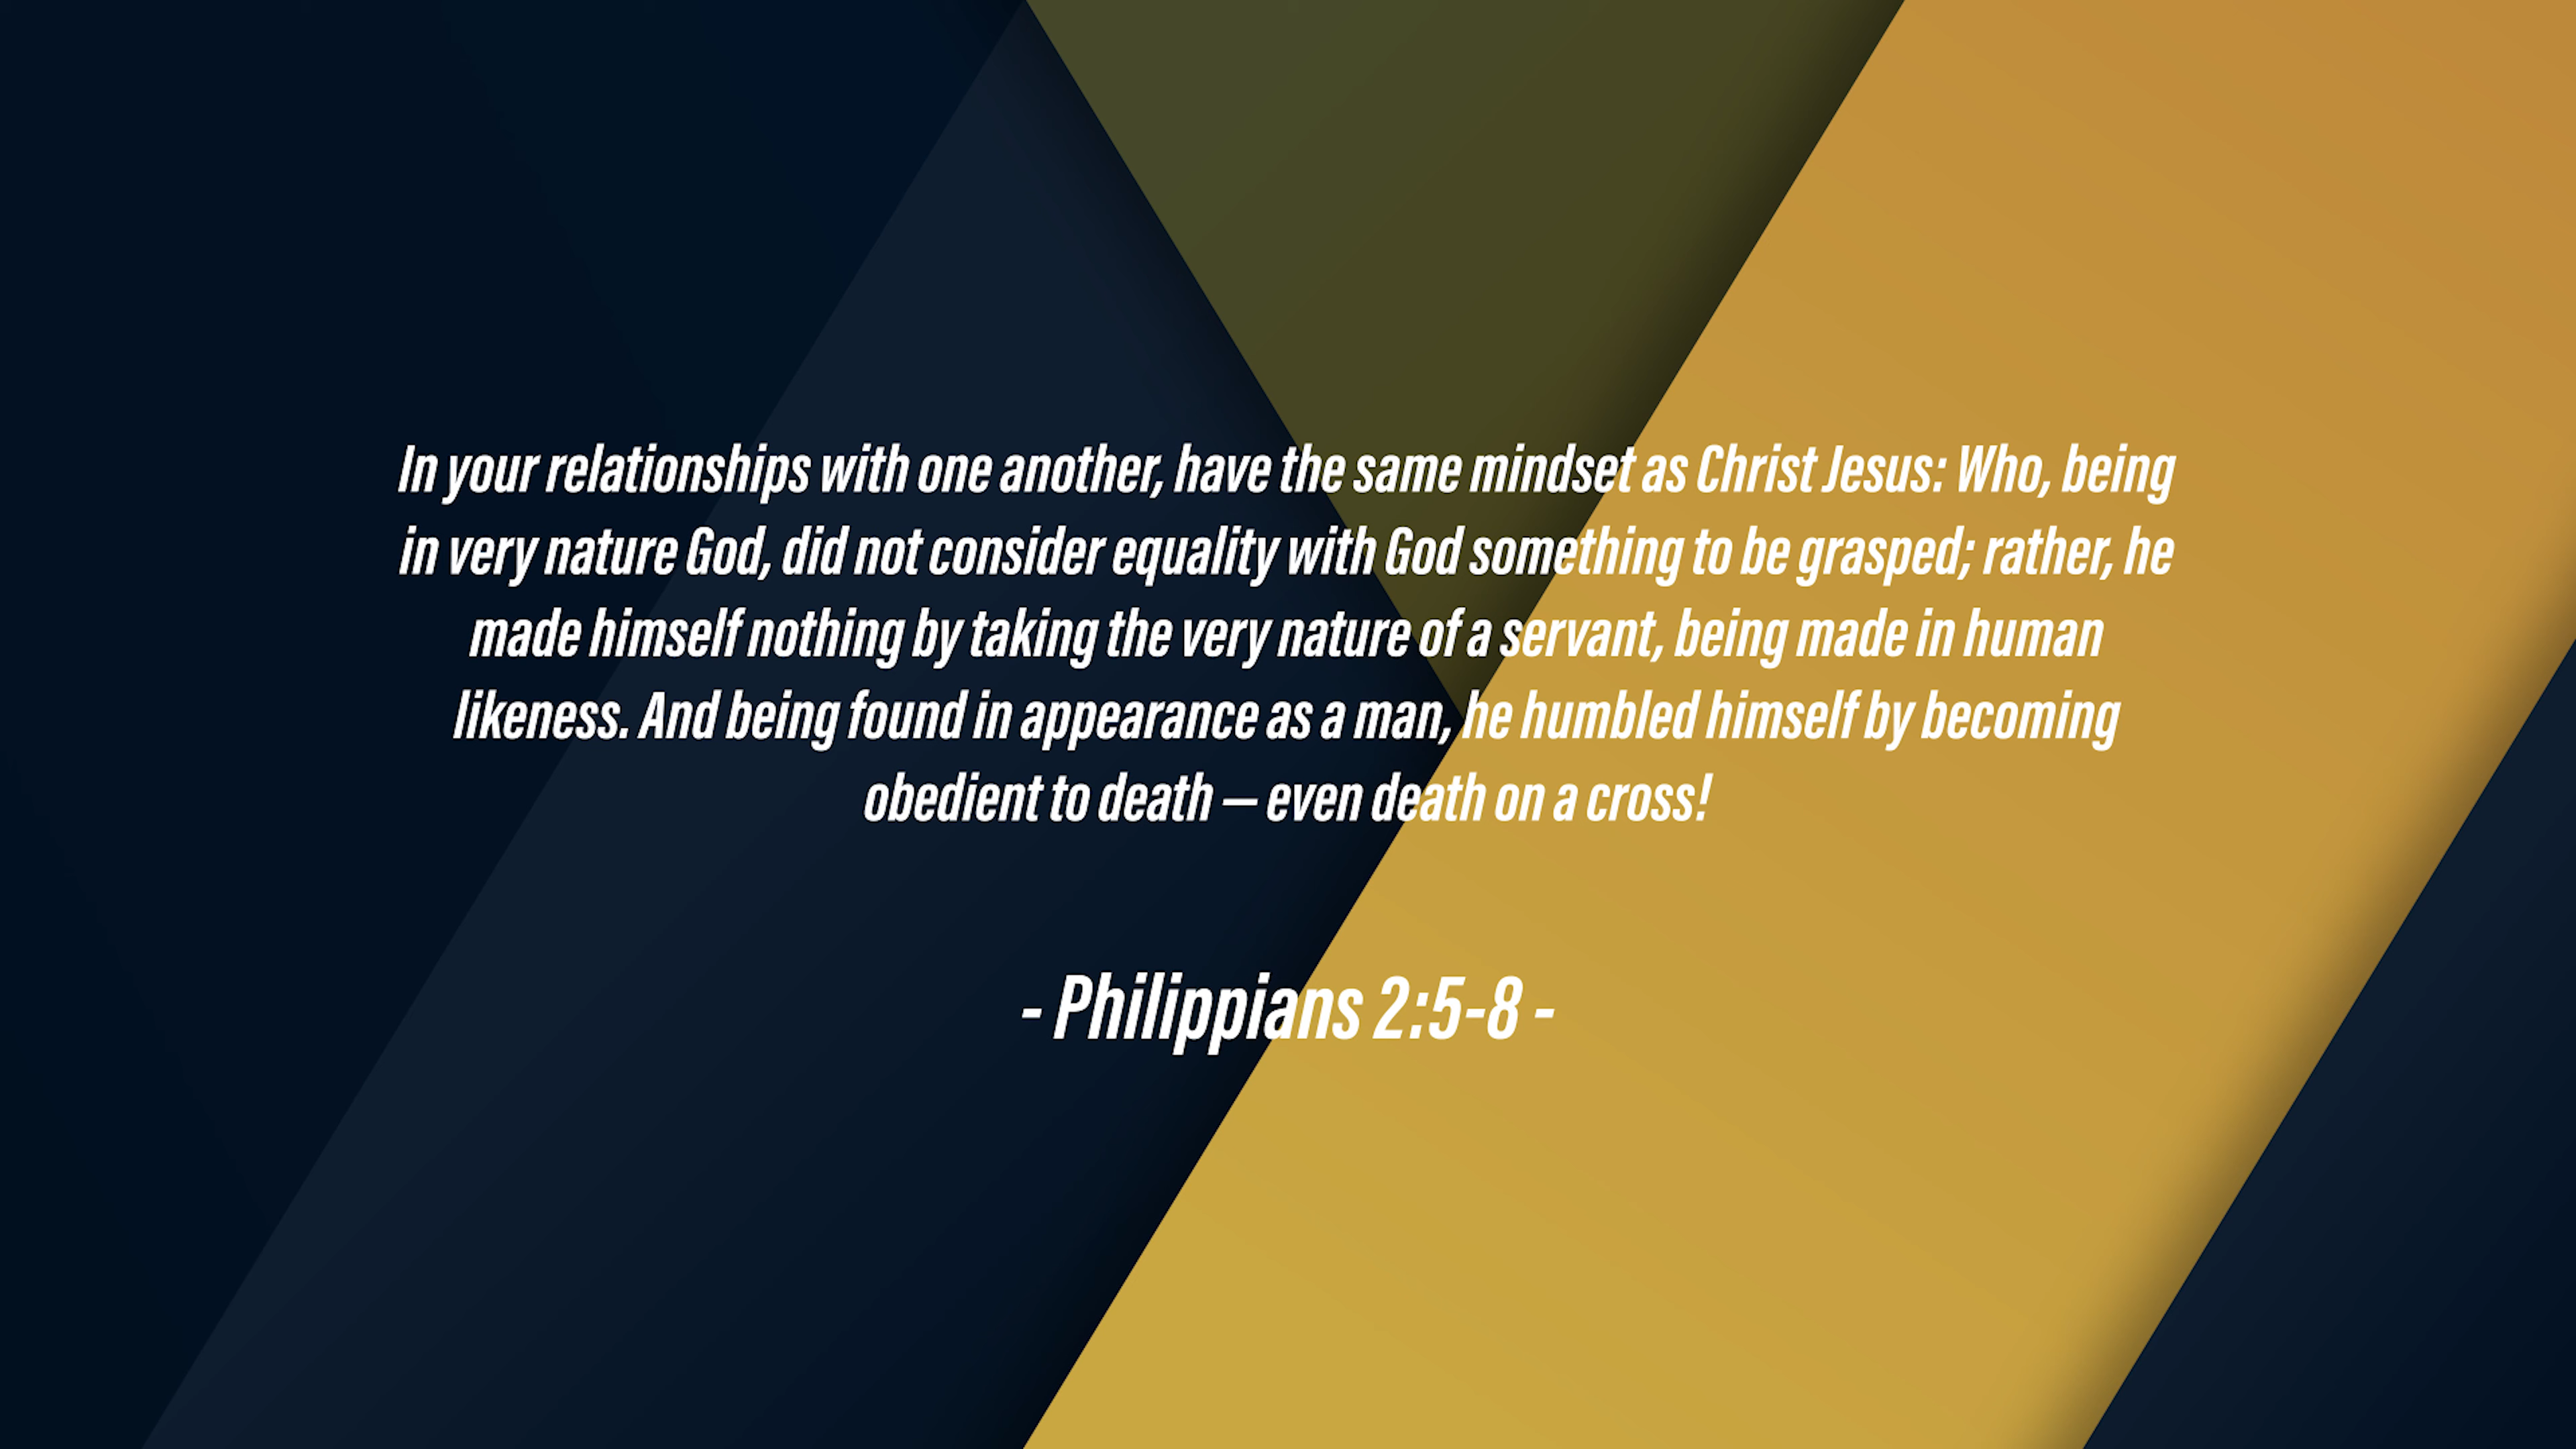 In your relationships with one another, have the same mindset as Christ Jesus: Who, being
in very nature God, did not consider equality with God something to be grasped; rather, he
made himself nothing by taking the very nature of a servant, being made in human
likeness. And being found in appearance as a man, he humbled himself by becoming
obedient to death — even death on a cross!
- Philippians 2:5-8 -